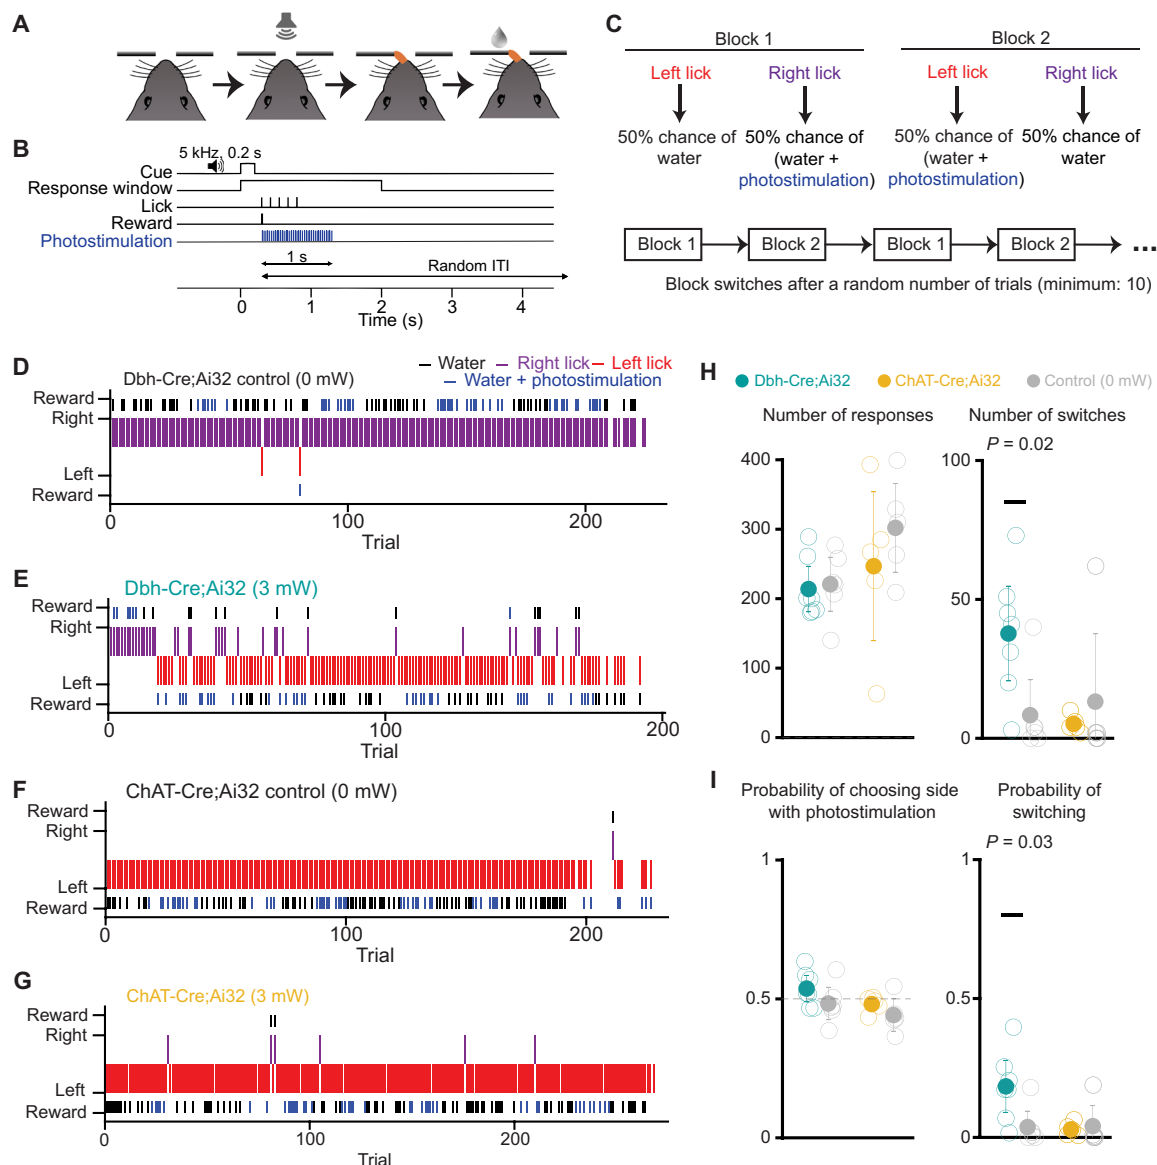 A
B
5 kHz, 0.2 s
Cue
Response window
Lick
Reward
Photostimulation
1 s
Random ITI
0 1 2 3 4
Time (s)
C
Block 1
Block 2
Left lick
Right lick
Left lick
Right lick
50% chance of
water
50% chance of
(water +
photostimulation)
50% chance of
(water +
photostimulation)
50% chance of
water
Block 1
Block 2
Block 1
Block 2
...
Block switches after a random number of trials (minimum: 10)
D
Water
Right lick
Left lick
Water + photostimulation
Dbh-Cre;Ai32 control (0 mW)
Reward
Right
Left
Reward
0 100 200
Trial
E
Dbh-Cre;Ai32 (3 mW)
Reward
Right
Left
Reward
0 100 200
Trial
F
ChAT-Cre;Ai32 control (0 mW)
Reward
Right
Left
Reward
0 100 200
Trial
G
ChAT-Cre;Ai32 (3 mW)
Reward
Right
Left
Reward
0 100 200
Trial
H
Dbh-Cre;Ai32
ChAT-Cre;Ai32
Control (0 mW)
Number of responses
400
300
200
100
0
Number of switches
P = 0.02
100
50
0
I
Probability of choosing side
with photostimulation
1
0.5
0
Probability of
switching
P = 0.03
1
0.5
0